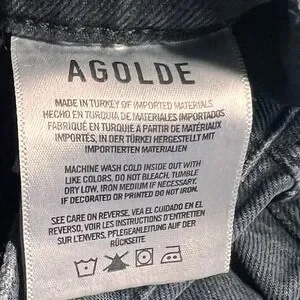 AGOLDE
MADE IN TURKEY OF IMPORTED MATERIALS
HECHO EN TURQUIA DE MATERIALES IMPORTADOS
FABRIQUÉ EN TURQUIE A PARTIR DE MATÉRIAUX
IMPORTÉS, IN DER TÜRKEI HERGESTELLT MIT
IMPORTIERTEN MATERIALIEN
MACHINE WASH COLD INSIDE OUT WITH
LIKE COLORS, DO NOT BLEACH, TUMBLE
DRY LOW, IRON MEDIUM IF NECESSARY.
IF DECORATED OR PRINTED DO NOT IRON.
SEE CARE ON REVERSE, VEA EL CUIDADO EN EL
REVERSO, VOIR LES INSTRUCTIONS D'ENTRETIEN
SUR L'ENVERS, PFLEGEANLEITUNG AUF DER
RÜCKSEITE